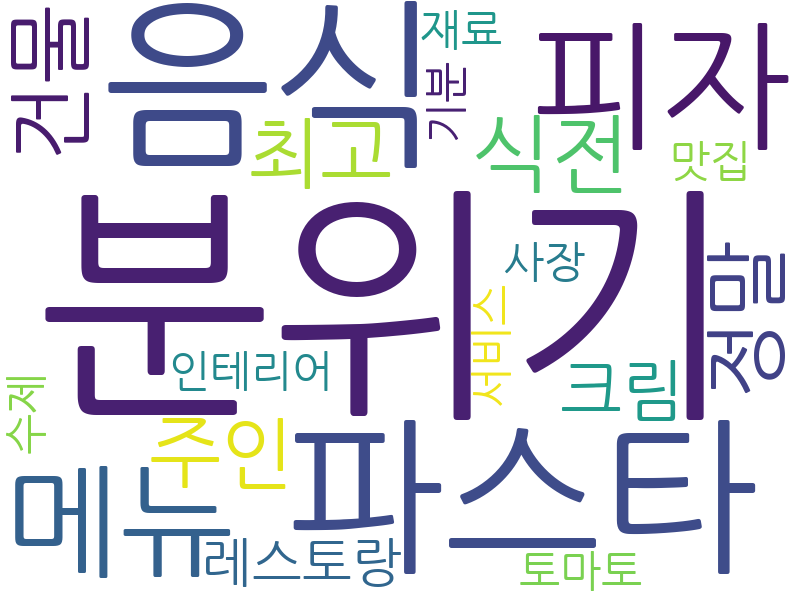 건물
음식
재료
피자
기분
최고
식전
맛집
분위기
사장
정말
서비스
인테리어
크림
수제
주인
파스타
메뉴
레스토랑
토마토